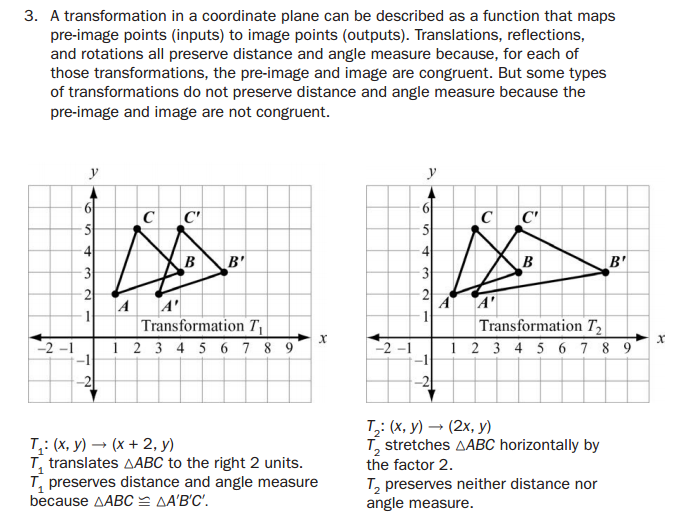 3. A transformation in a coordinate plane can be described as a function that maps
pre-image points (inputs) to image points (outputs). Translations, reflections,
and rotations all preserve distance and angle measure because, for each of
those transformations, the pre-image and image are congruent. But some types
of transformations do not preserve distance and angle measure because the
pre-image and image are not congruent.
y
6
5
4
3
2
1
-2 -1 1 2 3 4 5 6 7 8 9 x
-1
-2
C C'
B B'
A A'
Transformation T₁
T₁: (x, y) → (x + 2, y)
T₁ translates △ABC to the right 2 units.
T₁ preserves distance and angle measure
because △ABC ≅ △A'B'C'.
y
6
5
4
3
2
1
-2 -1 1 2 3 4 5 6 7 8 9 x
-1
-2
C C'
B B'
A A'
Transformation T₂
T₂: (x, y) → (2x, y)
T₂ stretches △ABC horizontally by
the factor 2.
T₂ preserves neither distance nor
angle measure.